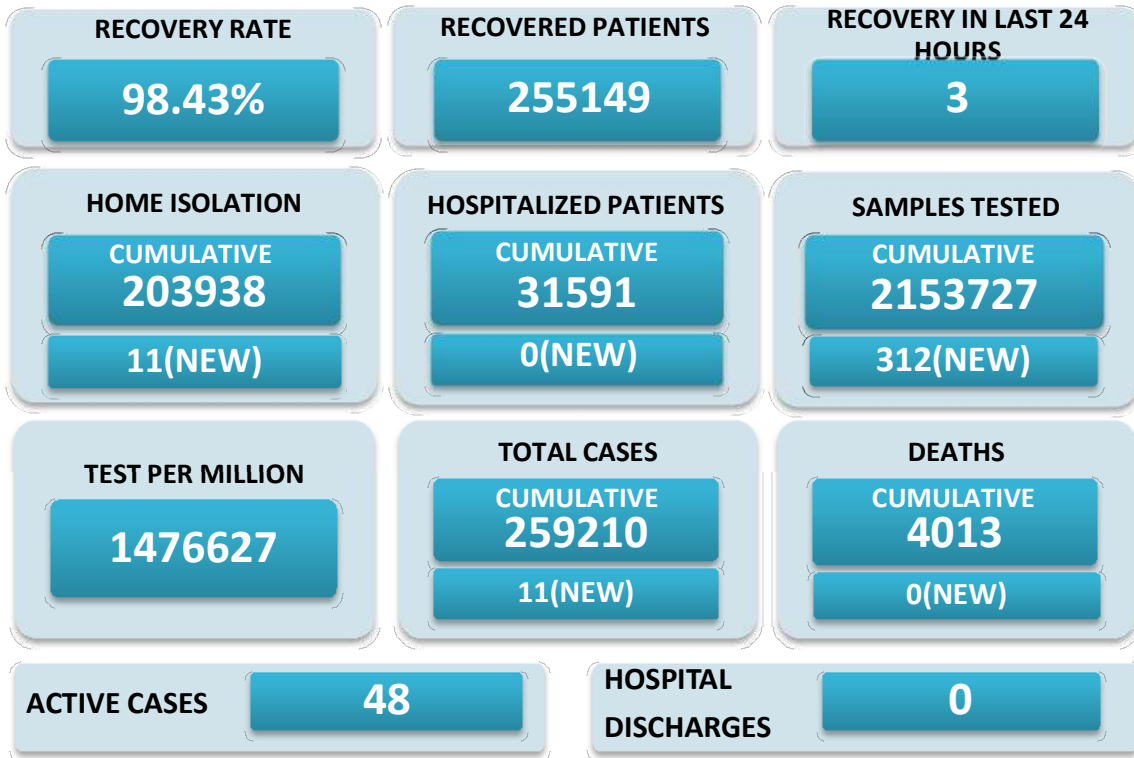 RECOVERY RATE
98.43%
RECOVERED PATIENTS
255149
RECOVERY IN LAST 24
HOURS
3
HOME ISOLATION
CUMULATIVE
203938
11(NEW)
HOSPITALIZED PATIENTS
CUMULATIVE
31591
0(NEW)
SAMPLES TESTED
CUMULATIVE
2153727
312(NEW)
TEST PER MILLION
1476627
TOTAL CASES
CUMULATIVE
259210
11(NEW)
DEATHS
CUMULATIVE
4013
0(NEW)
ACTIVE CASES
48
HOSPITAL
DISCHARGES
0